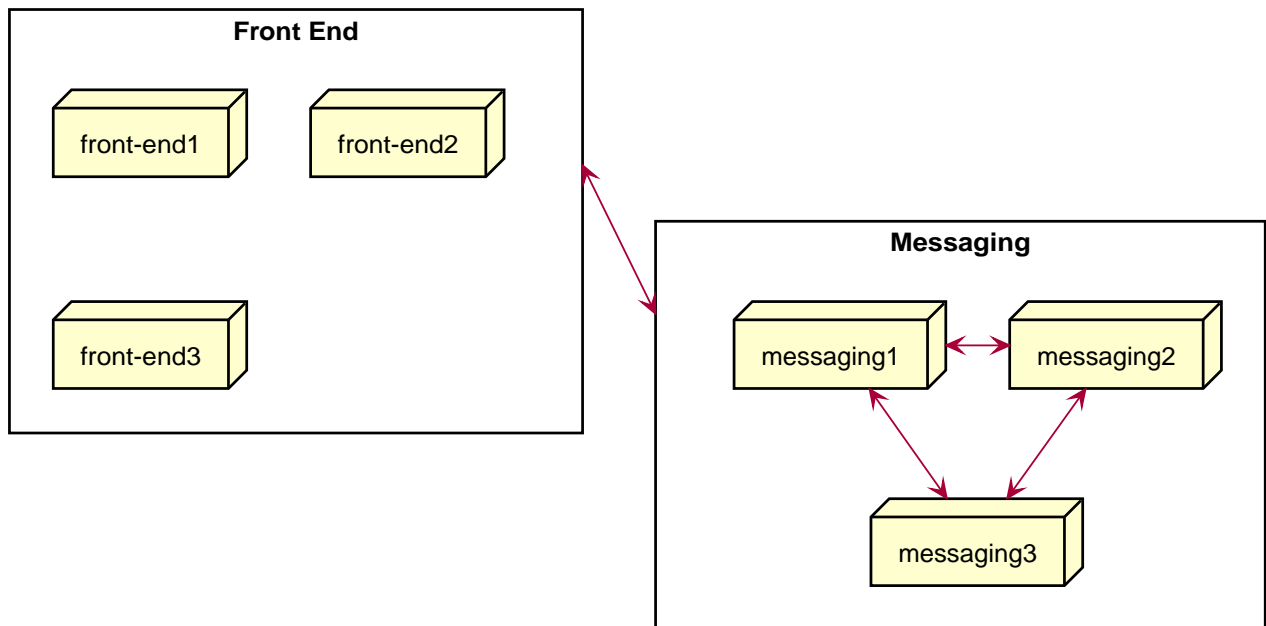 Front End
front-end1
front-end2
front-end3
Messaging
messaging1
messaging2
messaging3